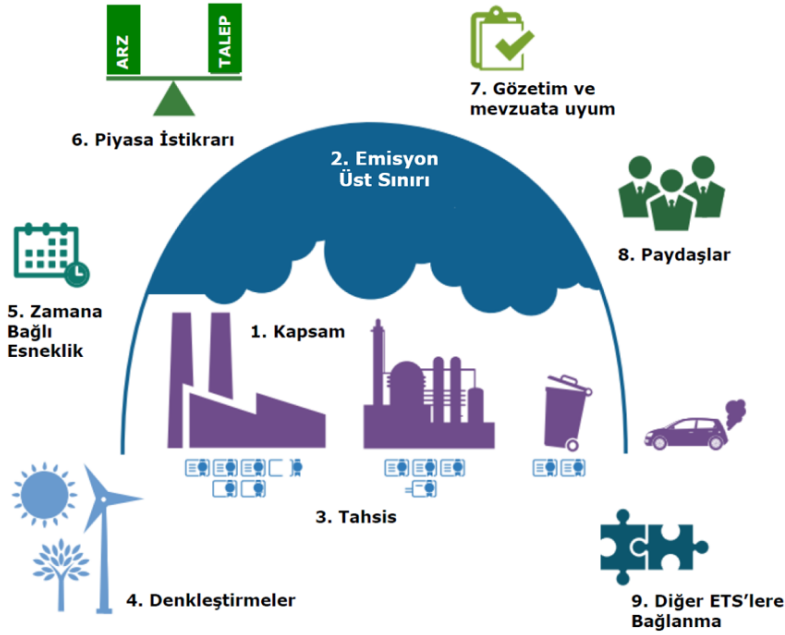 ARZ
TALEP
6. Piyasa İstikrarı
7. Gözetim ve
mevzuata uyum
2. Emisyon
Üst Sınırı
8. Paydaşlar
5. Zamana
Bağlı
Esneklik
1. Kapsam
3. Tahsis
4. Denkleştirmeler
9. Diğer ETS’lere
Bağlanma